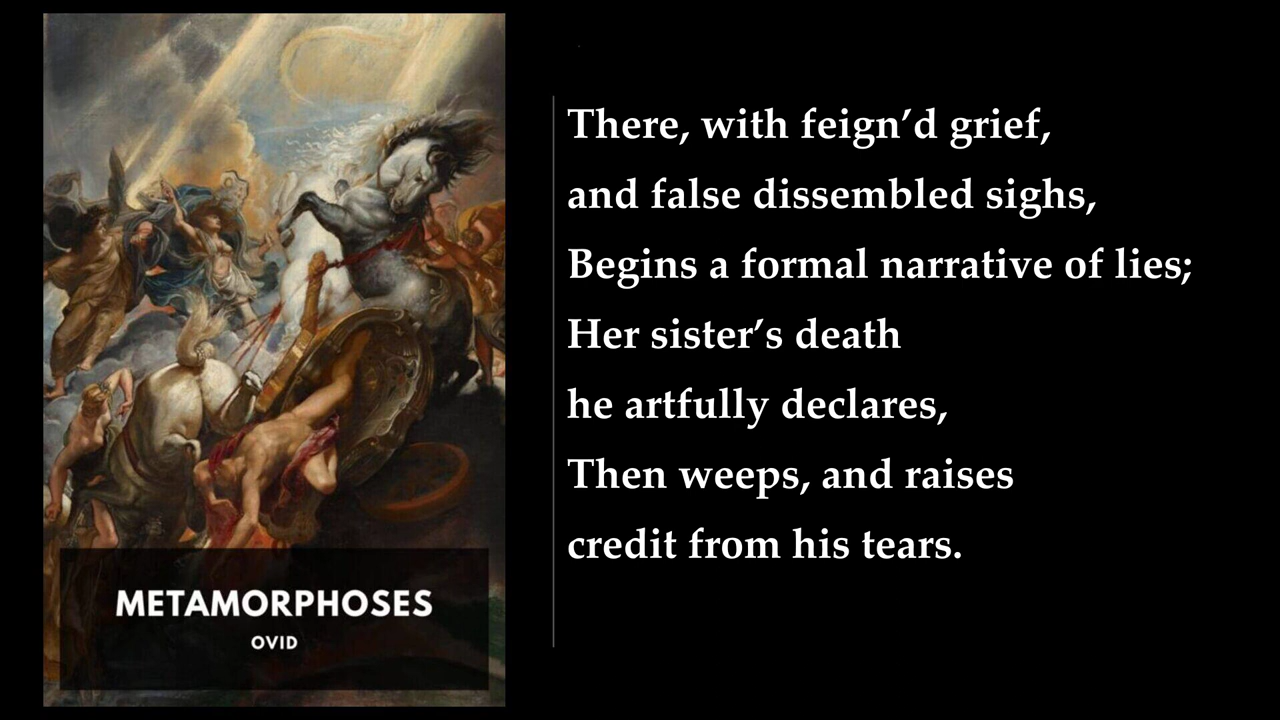 METAMORPHOSES
OVID
There, with feign’d grief,
and false dissembled sighs,
Begins a formal narrative of lies;
Her sister’s death
he artfully declares,
Then weeps, and raises
credit from his tears.